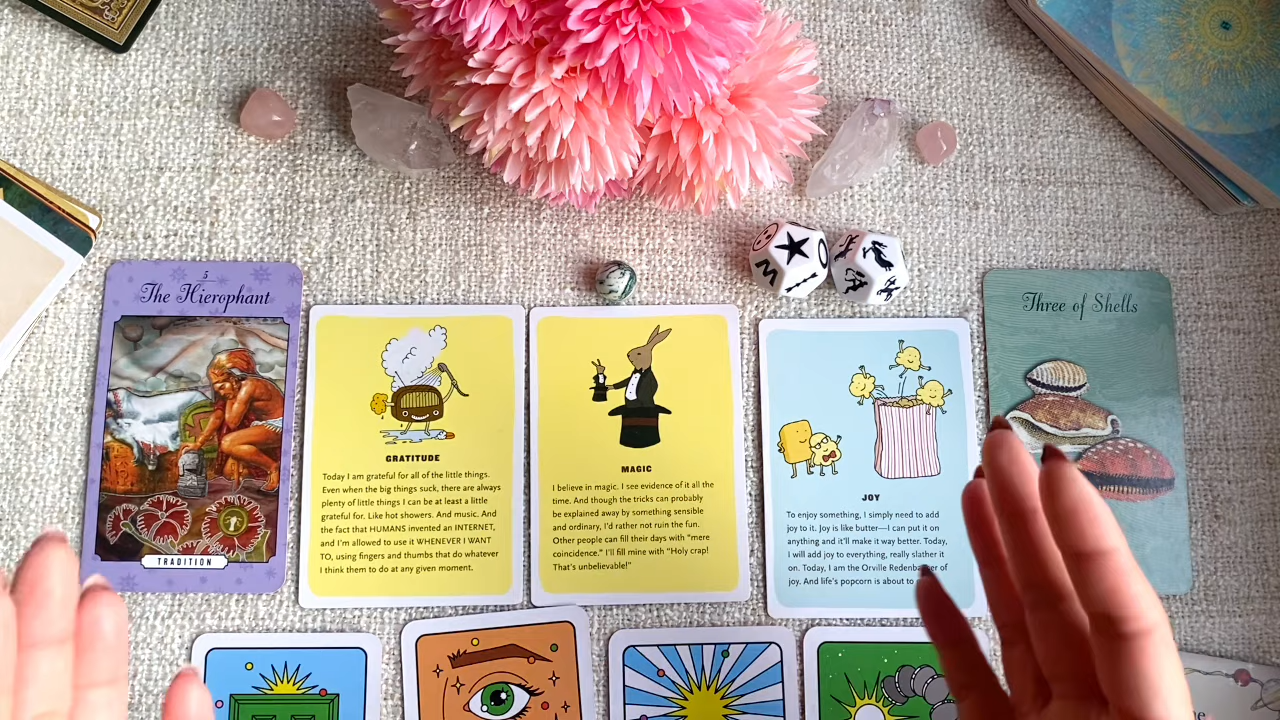 5
The Hierophant
TRADITION
GRATITUDE
Today I am grateful for all of the little things.
Even when the big things suck, there are always
plenty of little things I can be at least a little
grateful for. Like hot showers. And music. And
the fact that HUMANS invented an INTERNET,
and I'm allowed to use it WHENEVER I WANT
TO, using fingers and thumbs that do whatever
I think them to do at any given moment.
MAGIC
I believe in magic. I see evidence of it all the
time. And though the tricks can probably
be explained away by something sensible
and ordinary, I'd rather not ruin the fun.
Other people can fill their days with "mere
coincidence." I'll fill mine with "Holy crap!
That's unbelievable!"
JOY
To enjoy something, I simply need to add
joy to it. Joy is like butter—I can put it on
anything and it'll make it way better. Today,
I will add joy to everything, really slather it
on. Today, I am the Orville of
joy. And life's popcorn is about to
Three of Shells